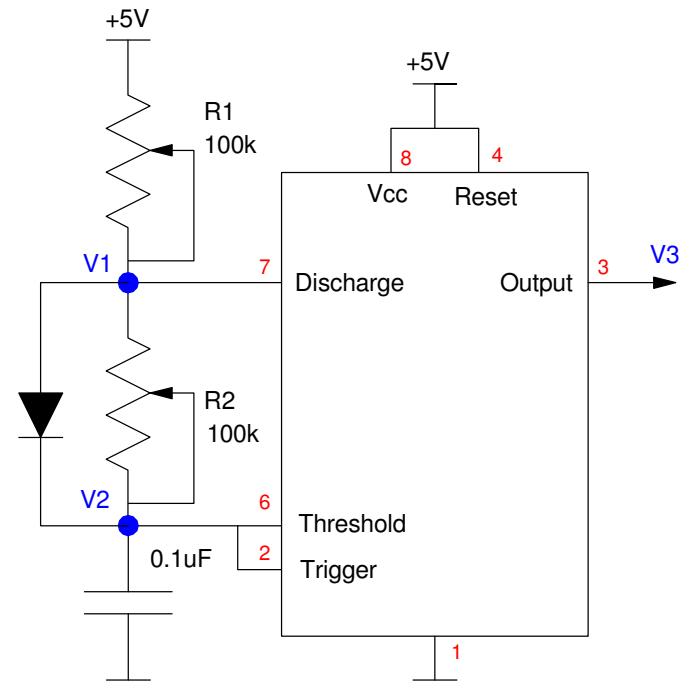 +5V
+5V
R1
100k
8
4
Vcc
Reset
V1
7
Discharge
Output
3
V3
R2
100k
V2
6
Threshold
0.1uF
2
Trigger
1